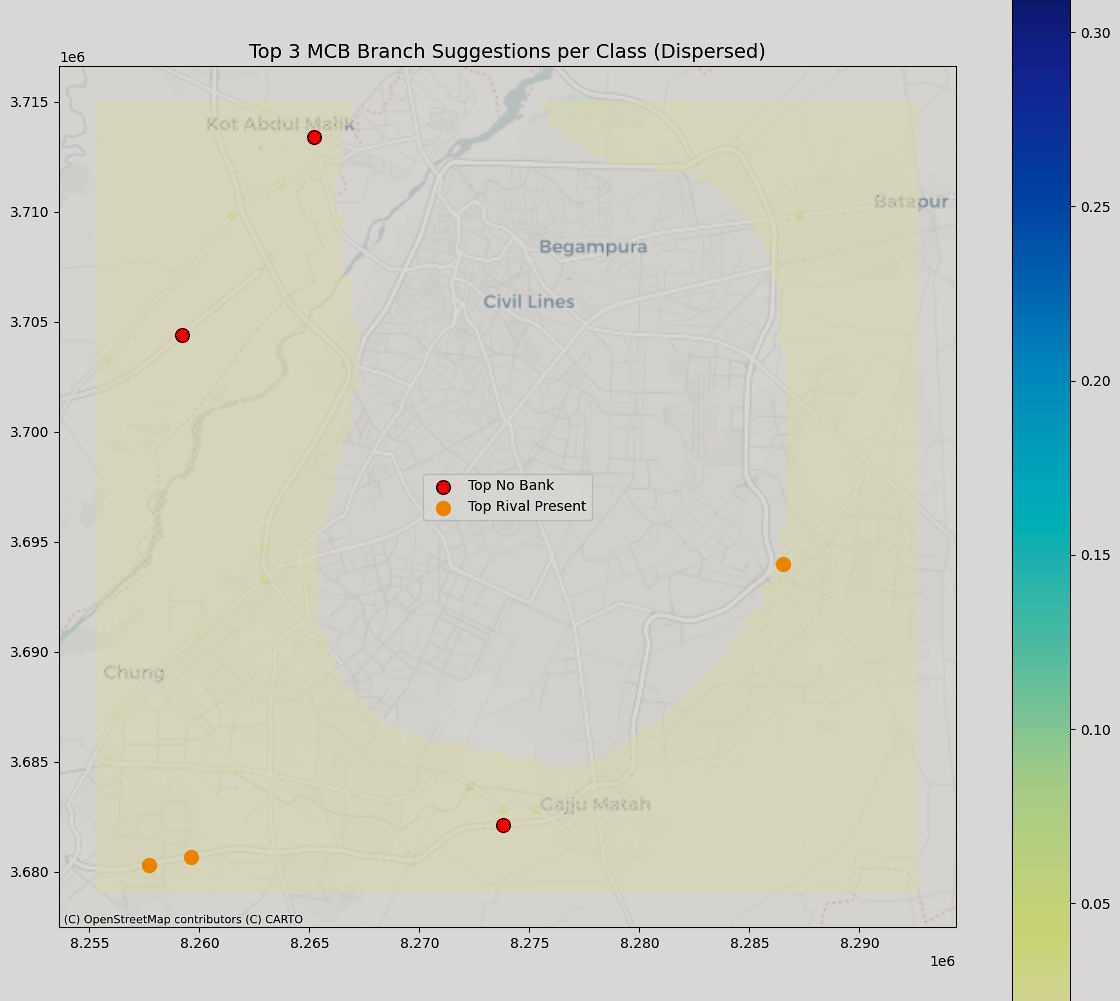 Top 3 MCB Branch Suggestions per Class (Dispersed)
1e6
3.715
3.710
3.705
3.700
3.695
3.690
3.685
3.680
Kot Abdul Malik
Batapur
Begampura
Civil Lines
Top No Bank
Top Rival Present
Chung
Gajju Matah
(C) OpenStreetMap contributors (C) CARTO
8.255 8.260 8.265 8.270 8.275 8.280 8.285 8.290
1e6
0.30
0.25
0.20
0.15
0.10
0.05